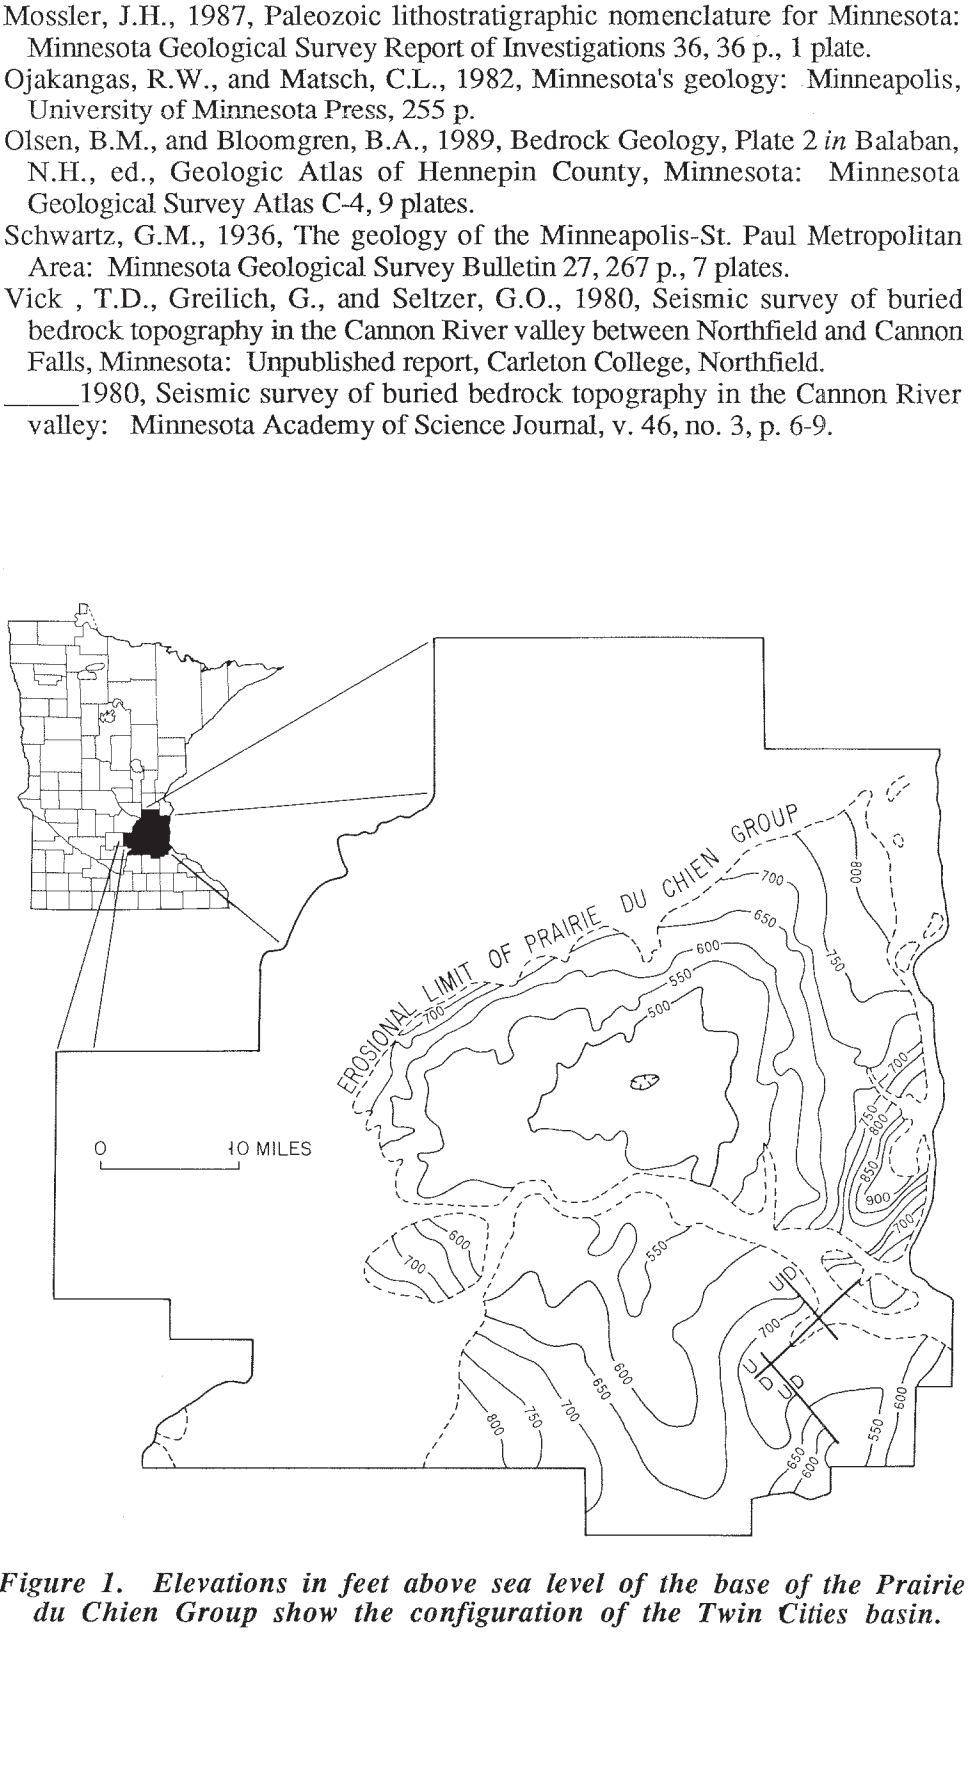 Mossler, J.H., 1987, Paleozoic lithostratigraphic nomenclature for Minnesota:
Minnesota Geological Survey Report of Investigations 36, 36 p., 1 plate.
Ojakangas, R.W., and Matsch, C.L., 1982, Minnesota's geology: Minneapolis,
University of Minnesota Press, 255 p.
Olsen, B.M., and Bloomgren, B.A., 1989, Bedrock Geology, Plate 2 in Balaban,
N.H., ed., Geologic Atlas of Hennepin County, Minnesota: Minnesota
Geological Survey Atlas C-4, 9 plates.
Schwartz, G.M., 1936, The geology of the Minneapolis-St. Paul Metropolitan
Area: Minnesota Geological Survey Bulletin 27, 267 p., 7 plates.
Vick , T.D., Greilich, G., and Seltzer, G.O., 1980, Seismic survey of buried
bedrock topography in the Cannon River valley between Northfield and Cannon
Falls, Minnesota: Unpublished report, Carleton College, Northfield.
_____1980, Seismic survey of buried bedrock topography in the Cannon River
valley: Minnesota Academy of Science Journal, v. 46, no. 3, p. 6-9.
EROSIONAL LIMIT OF PRAIRIE DU CHIEN GROUP
800
700
650
750
600
550
500
700
700
750
800
850
900
700
0 10 MILES
600
700
550
U D
700
U D
U D
600
650
700
750
800
600
550
650
600
Figure 1. Elevations in feet above sea level of the base of the Prairie
du Chien Group show the configuration of the Twin Cities basin.